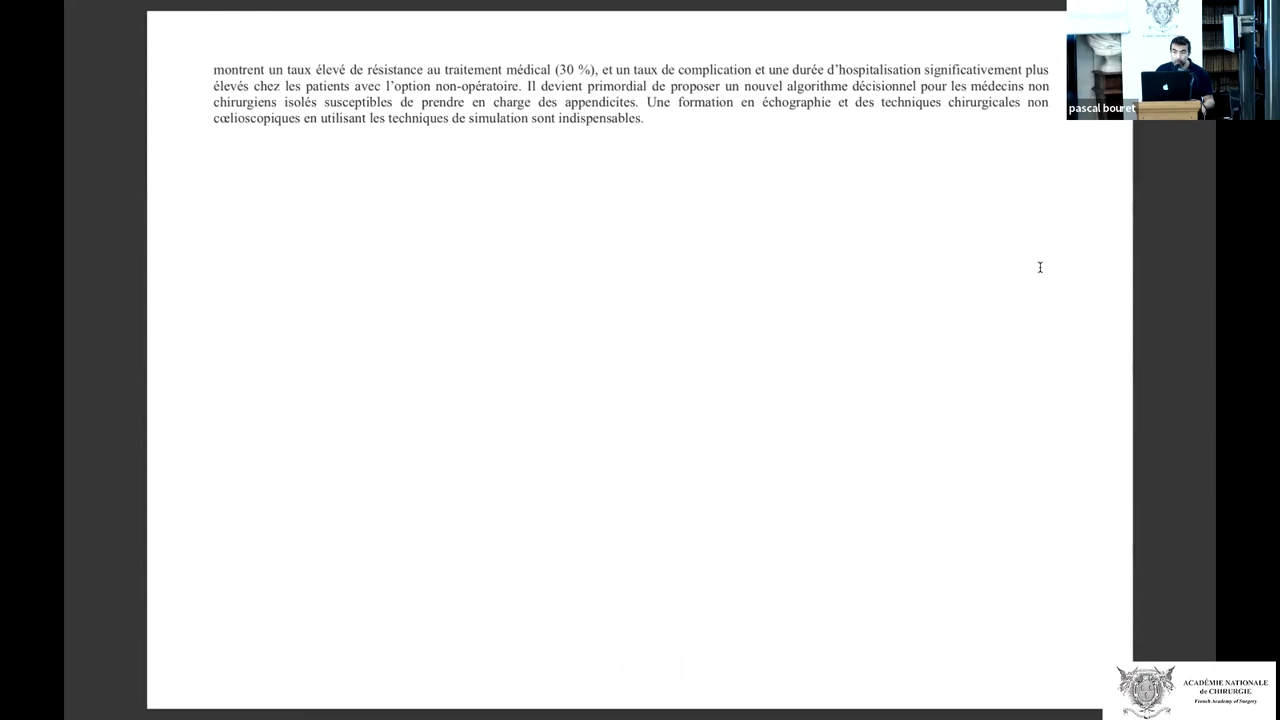 montrent un taux élevé de résistance au traitement médical (30 %), et un taux de complication et une durée d’hospitalisation significativement plus
élevés chez les patients avec l’option non-opératoire. Il devient primordial de proposer un nouvel algorithme décisionnel pour les médecins non
chirurgiens isolés susceptibles de prendre en charge des appendicites. Une formation en échographie et des techniques chirurgicales non
cœlioscopiques en utilisant les techniques de simulation sont indispensables.
pascal bouret
ACADÉMIE NATIONALE
de CHIRURGIE
French Academy of Surgery